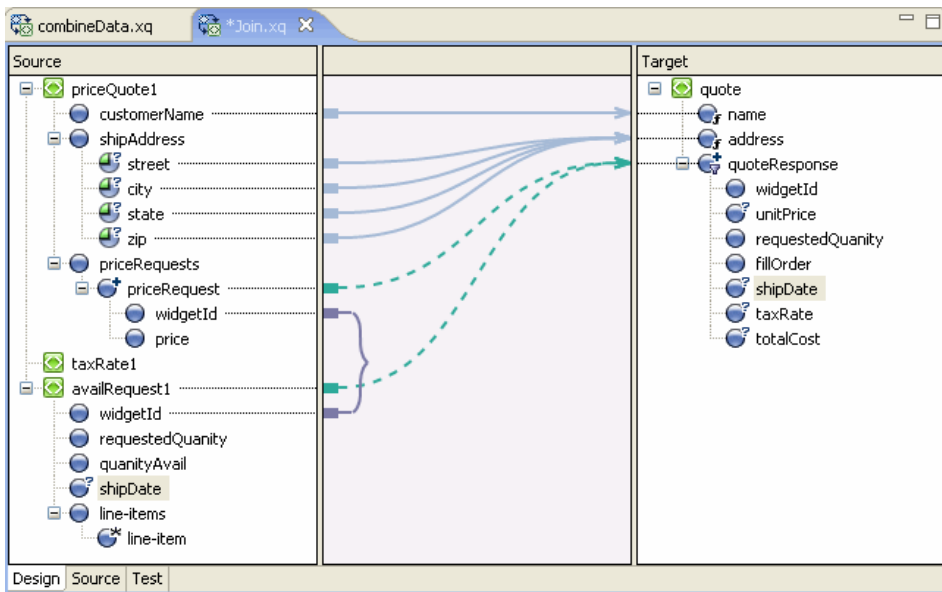 combineData.xq *Join.xq
Source Target
priceQuote1
customerName
shipAddress
street
city
state
zip
priceRequests
priceRequest
widgetId
price
taxRate1
availRequest1
widgetId
requestedQuanity
quanityAvail
shipDate
line-items
line-item
quote
name
address
quoteResponse
widgetId
unitPrice
requestedQuanity
fillOrder
shipDate
taxRate
totalCost
Design Source Test